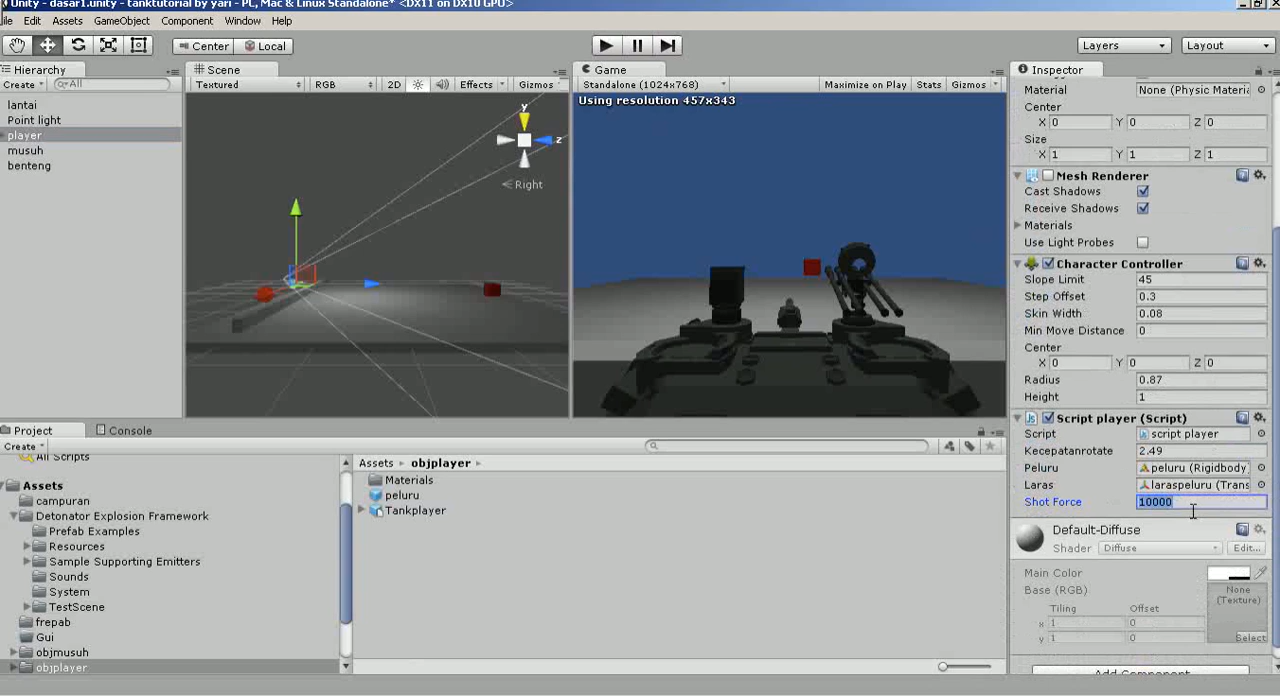 Unity - dasar1.unity - tanktutorial by yari - PC, Mac & Linux Standalone* <DX11 on DX10 GPU>
ile Edit Assets GameObject Component Window Help
Center Local Layers Layout
Hierarchy
Create All
lantai
Point light
player
musuh
benteng
Scene
Textured RGB 2D Effects Gizmos
y
z
Right
Game
Standalone (1024x768) Maximize on Play Stats Gizmos
Using resolution 457x343
Inspector
Material None (Physic Materia
Center
X 0 Y 0 Z 0
Size
X 1 Y 1 Z 1
Mesh Renderer
Cast Shadows
Receive Shadows
Materials
Use Light Probes
Character Controller
Slope Limit 45
Step Offset 0.3
Skin Width 0.08
Min Move Distance 0
Center
X 0 Y 0 Z 0
Radius 0.87
Height 1
Script player (Script)
Script script player
Kecepatanrotate 2.49
Peluru peluru (Rigidbody
Laras laraspeluru (Trans
Shot Force 10000
Default-Diffuse
Shader Diffuse Edit...
Main Color
Base (RGB)
None
(Texture)
Tiling Offset
x 1 0
y 1 0
Select
Add Component
Project Console
Create
All Scripts
Assets
campuran
Detonator Explosion Framework
Prefab Examples
Resources
Sample Supporting Emitters
Sounds
System
TestScene
frepab
Gui
objmusuh
objplayer
Assets objplayer
Materials
peluru
Tankplayer